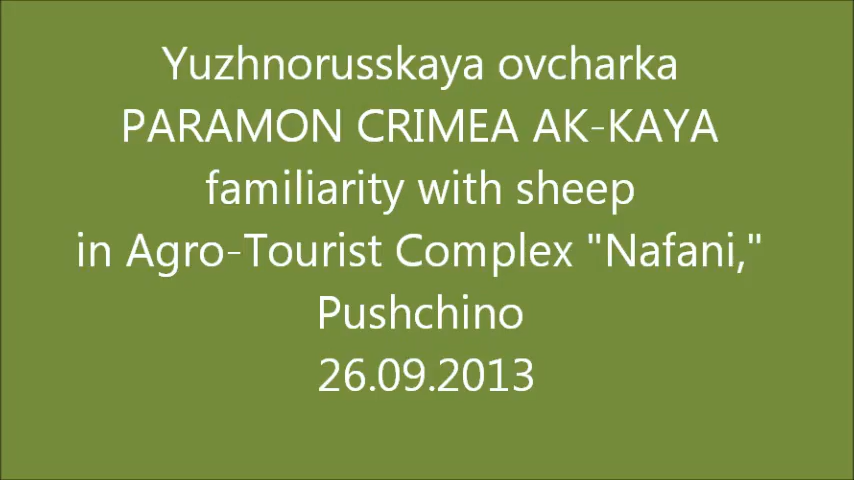 Yuzhnorusskaya ovcharka
PARAMON CRIMEA AK-KAYA
familiarity with sheep
in Agro-Tourist Complex "Nafani,"
Pushchino
26.09.2013